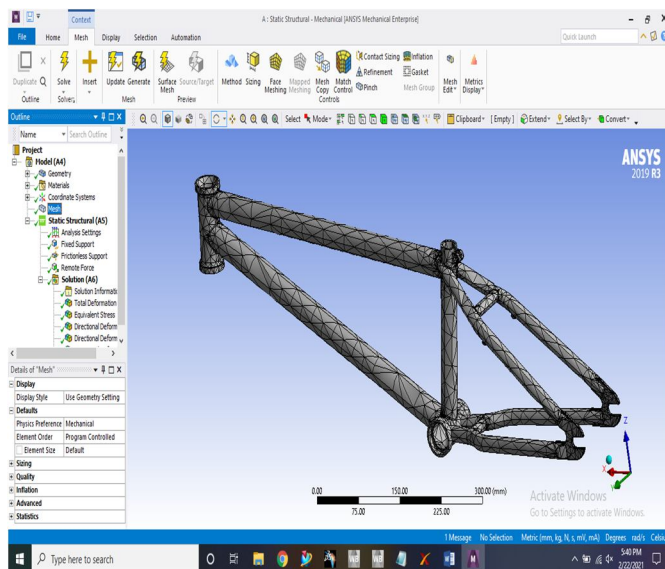 A : Static Structural - Mechanical [ANSYS Mechanical Enterprise]
Context
File Home Mesh Display Selection Automation
Quick Launch
Duplicate Q
Outline
Solve
Solvers
Insert
Update Generate
Mesh
Surface Mesh Source/Target
Preview
Method Sizing Face Meshing Mapped Meshing Mesh Copy Match Control
Contact Sizing
Refinement
Pinch
Inflation
Gasket
Mesh Group
Controls
Mesh Edit
Metrics Display
Outline
Name
Search Outline
Select Mode
Clipboard [ Empty ] Extend Select By Convert
Project
Model (A4)
Geometry
Materials
Coordinate Systems
Mesh
Static Structural (A5)
Analysis Settings
Fixed Support
Frictionless Support
Remote Force
Solution (A6)
Solution Informatic
Total Deformation
Equivalent Stress
Directional Deform
Directional Deform
Details of "Mesh"
Display
Display Style Use Geometry Setting
Defaults
Physics Preference Mechanical
Element Order Program Controlled
Element Size Default
Sizing
Quality
Inflation
Advanced
Statistics
ANSYS
2019 R3
Z
X
Y
0.00 150.00 300.00 (mm)
75.00 225.00
Activate Windows
Go to Settings to activate Windows.
1 Message No Selection Metric (mm, kg, N, s, mV, mA) Degrees rad/s Celsi
Type here to search
5:40 PM
2/22/2021